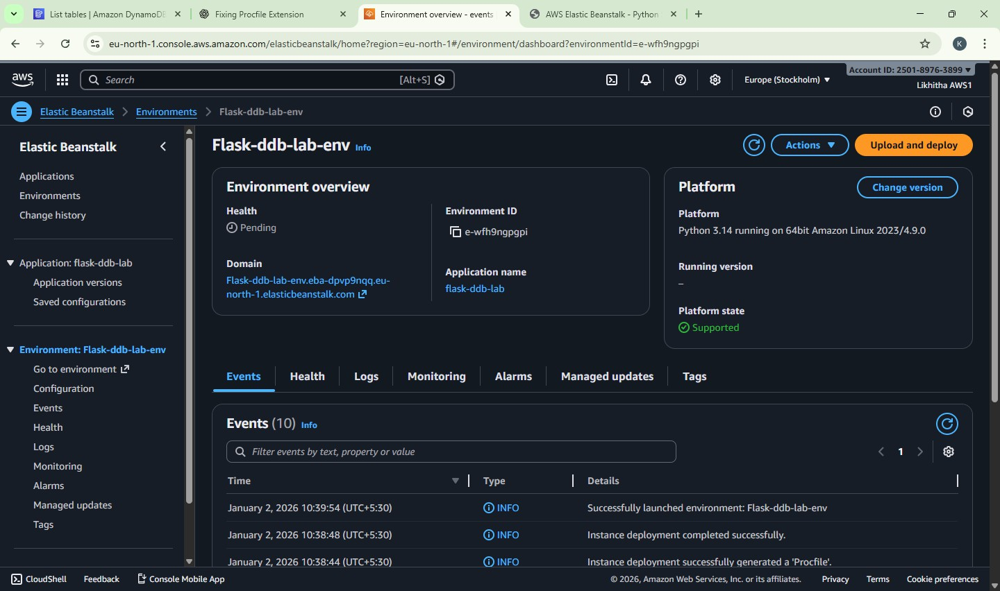 List tables | Amazon DynamoDB
Fixing Procfile Extension
Environment overview - events
AWS Elastic Beanstalk - Python
eu-north-1.console.aws.amazon.com/elasticbeanstalk/home?region=eu-north-1#/environment/dashboard?environmentId=e-wfh9ngpgpi
K
aws
Search
[Alt+S]
Europe (Stockholm)
Account ID: 2501-8976-3899
Likhitha AWS1
Elastic Beanstalk
Environments
Flask-ddb-lab-env
Elastic Beanstalk
Applications
Environments
Change history
Application: flask-ddb-lab
Application versions
Saved configurations
Environment: Flask-ddb-lab-env
Go to environment
Configuration
Events
Health
Logs
Monitoring
Alarms
Managed updates
Tags
Flask-ddb-lab-env Info
Actions
Upload and deploy
Environment overview
Health
Pending
Domain
Flask-ddb-lab-env.eba-dpvp9nqq.eu-
north-1.elasticbeanstalk.com
Environment ID
e-wfh9ngpgpi
Application name
flask-ddb-lab
Platform
Change version
Platform
Python 3.14 running on 64bit Amazon Linux 2023/4.9.0
Running version
–
Platform state
Supported
Events
Health
Logs
Monitoring
Alarms
Managed updates
Tags
Events (10) Info
Filter events by text, property or value
1
Time Type Details
January 2, 2026 10:39:54 (UTC+5:30) INFO Successfully launched environment: Flask-ddb-lab-env
January 2, 2026 10:38:48 (UTC+5:30) INFO Instance deployment completed successfully.
January 2, 2026 10:38:44 (UTC+5:30) INFO Instance deployment successfully generated a 'Procfile'.
CloudShell
Feedback
Console Mobile App
© 2026, Amazon Web Services, Inc. or its affiliates.
Privacy
Terms
Cookie preferences